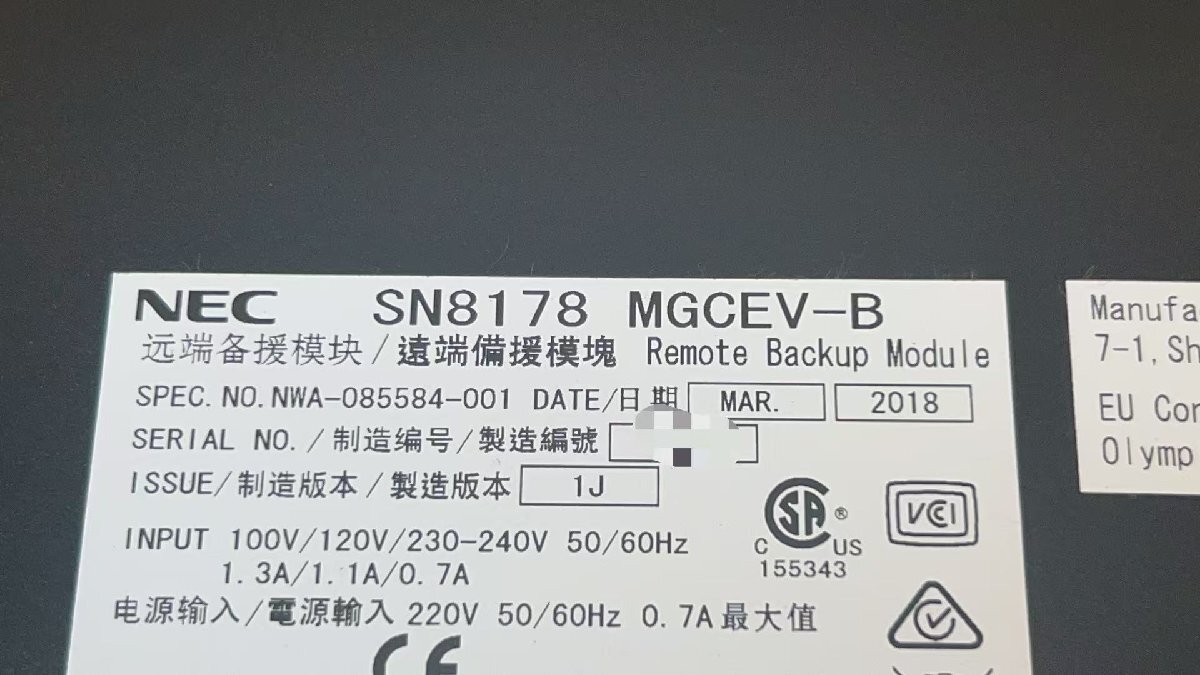 NEC SN8178 MGCEV-B
远端备援模块/遠端備援模塊 Remote Backup Module
SPEC. NO. NWA-085584-001 DATE/日期 MAR. 2018
SERIAL NO./制造编号/製造編號
ISSUE/制造版本/製造版本 1J
INPUT 100V/120V/230-240V 50/60Hz
1.3A/1.1A/0.7A
电源输入/電源輸入 220V 50/60Hz 0.7A最大值
CE
CSA® C US
155343
VCI
Manufa
7-1, Sh
EU Con
Olymp